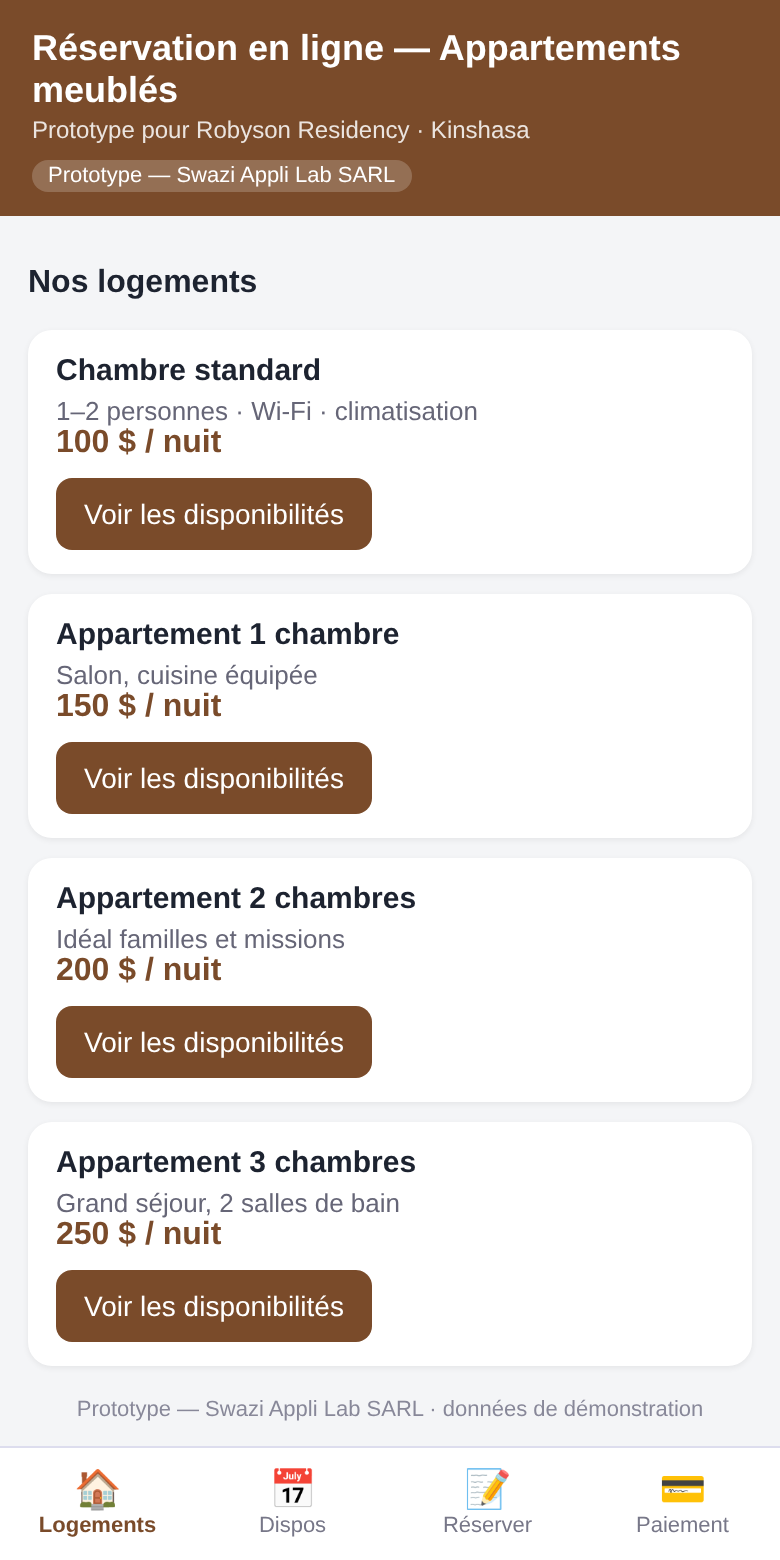 Réservation en ligne — Appartements
meublés
Prototype pour Robyson Residency · Kinshasa
Prototype — Swazi Appli Lab SARL
Nos logements
Chambre standard
1–2 personnes · Wi-Fi · climatisation
100 $ / nuit
Voir les disponibilités
Appartement 1 chambre
Salon, cuisine équipée
150 $ / nuit
Voir les disponibilités
Appartement 2 chambres
Idéal familles et missions
200 $ / nuit
Voir les disponibilités
Appartement 3 chambres
Grand séjour, 2 salles de bain
250 $ / nuit
Voir les disponibilités
Prototype — Swazi Appli Lab SARL · données de démonstration
July
17
Logements
Dispos
Réserver
Paiement